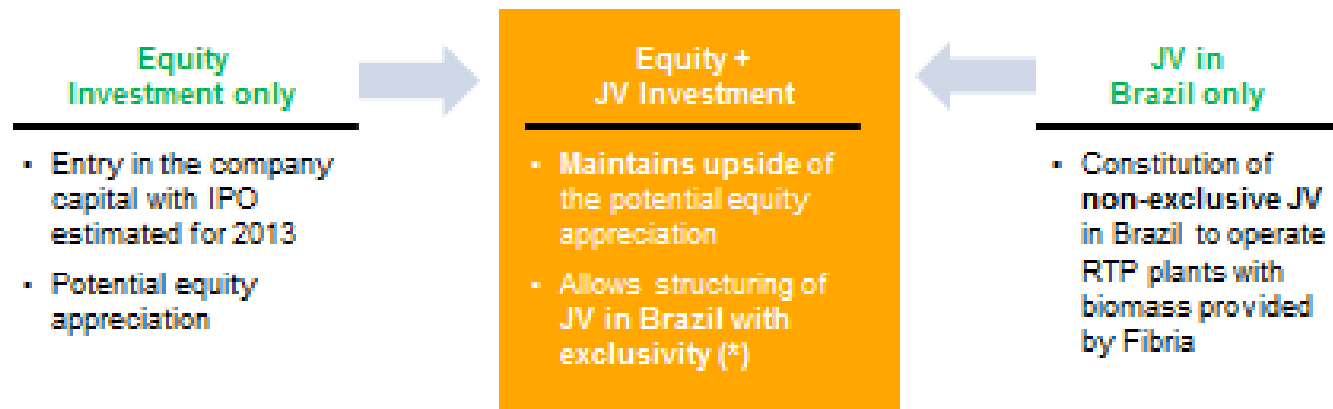 Equity
Investment only
▪ Entry in the company
capital with IPO
estimated for 2013
▪ Potential equity
appreciation
Equity +
JV Investment
▪ Maintains upside of
the potential equity
appreciation
▪ Allows structuring of
JV in Brazil with
exclusivity (*)
JV in
Brazil only
▪ Constitution of
non-exclusive JV
in Brazil to operate
RTP plants with
biomass provided
by Fibria